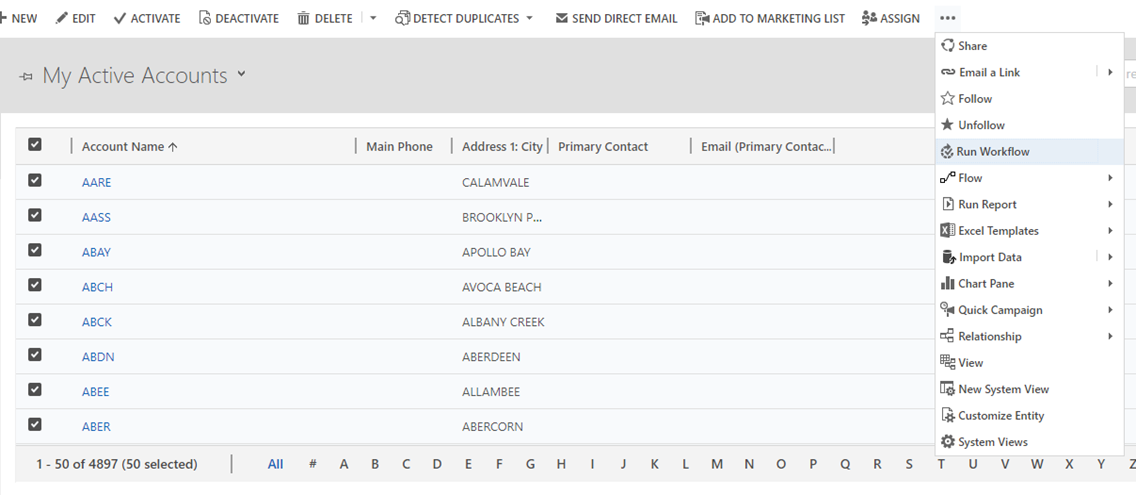 NEW EDIT ACTIVATE DEACTIVATE DELETE DETECT DUPLICATES SEND DIRECT EMAIL ADD TO MARKETING LIST ASSIGN •••
My Active Accounts
Share
Email a Link
Follow
Unfollow
Run Workflow
Flow
Run Report
Excel Templates
Import Data
Chart Pane
Quick Campaign
Relationship
View
New System View
Customize Entity
System Views
re
Account Name Main Phone Address 1: City Primary Contact Email (Primary Contac...
AARE CALAMVALE
AASS BROOKLYN P...
ABAY APOLLO BAY
ABCH AVOCA BEACH
ABCK ALBANY CREEK
ABDN ABERDEEN
ABEE ALLAMBEE
ABER ABERCORN
1 - 50 of 4897 (50 selected) All # A B C D E F G H I J K L M N O P Q R S T U V W X Y Z